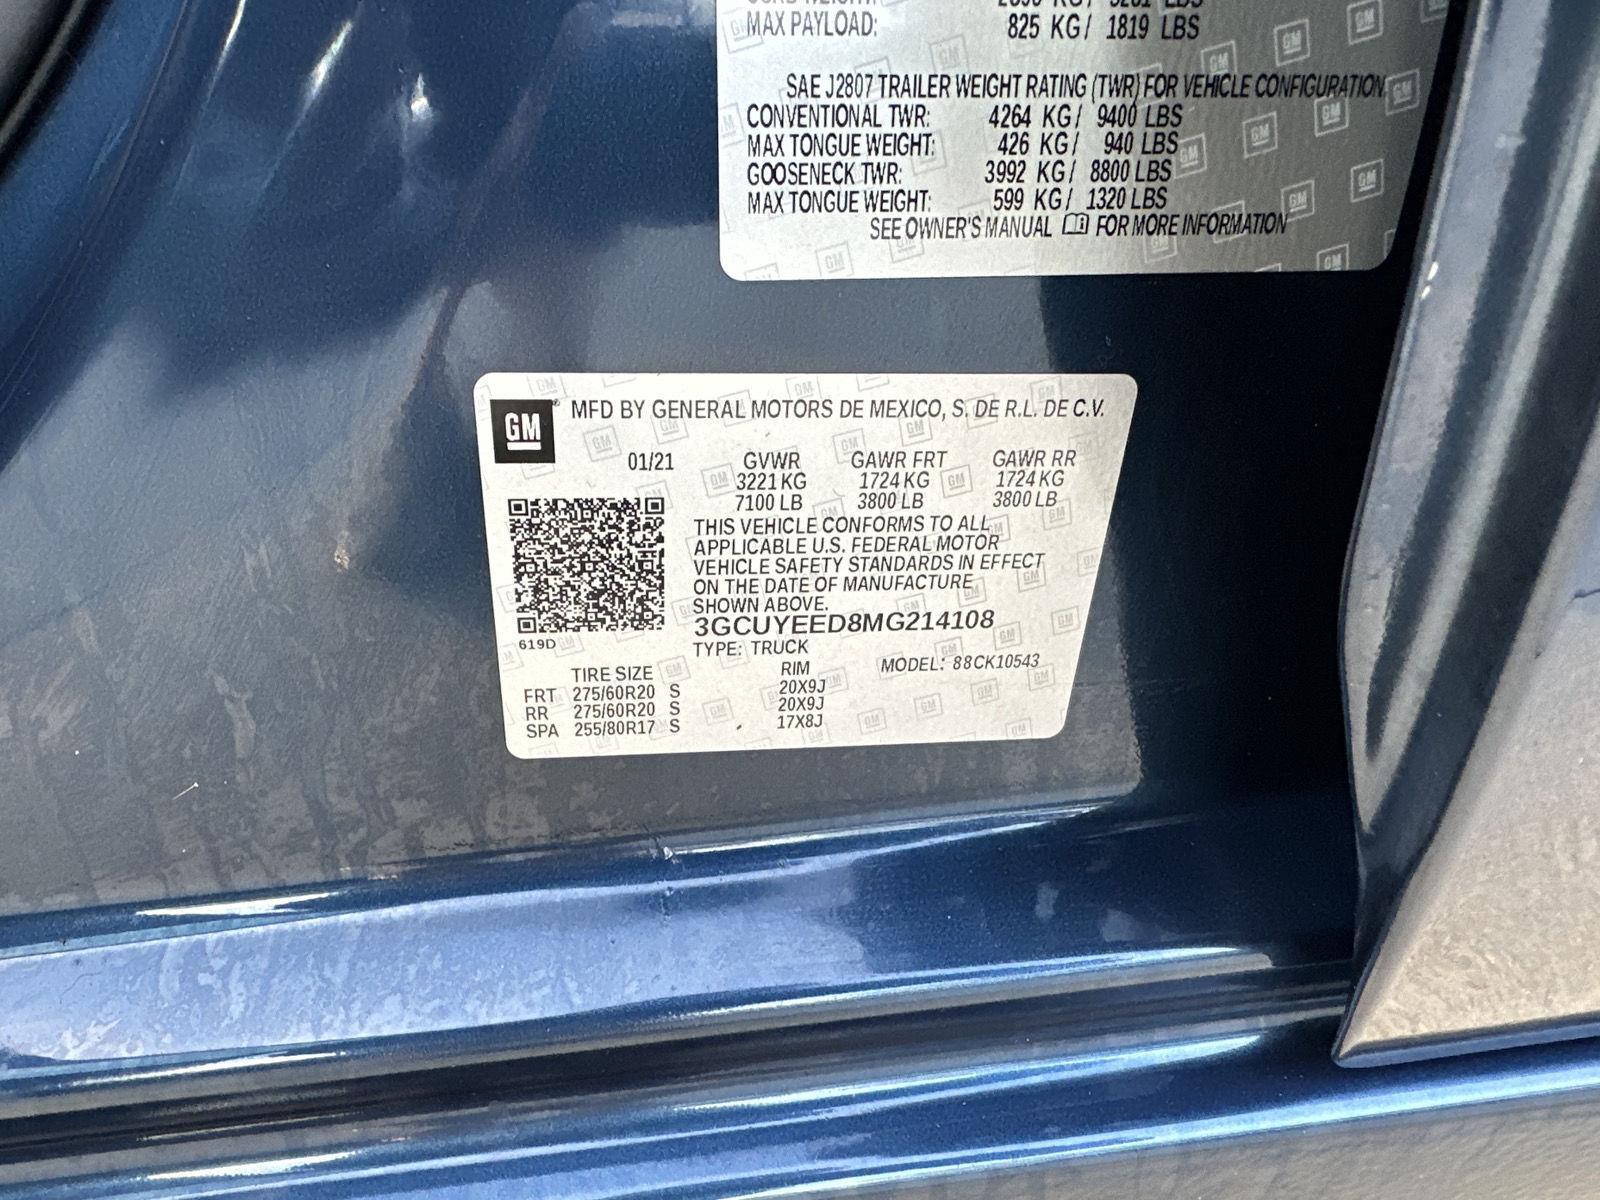 MAX PAYLOAD: 825 KG/ 1819 LBS
SAE J2807 TRAILER WEIGHT RATING (TWR) FOR VEHICLE CONFIGURATION
CONVENTIONAL TWR: 4264 KG/ 9400 LBS
MAX TONGUE WEIGHT: 426 KG/ 940 LBS
GOOSENECK TWR: 3992 KG/ 8800 LBS
MAX TONGUE WEIGHT: 599 KG/ 1320 LBS
SEE OWNER'S MANUAL FOR MORE INFORMATION
GM® MFD BY GENERAL MOTORS DE MEXICO, S. DE R.L. DE C.V.
01/21 GVWR GAWR FRT GAWR RR
3221 KG 1724 KG 1724 KG
7100 LB 3800 LB 3800 LB
THIS VEHICLE CONFORMS TO ALL
APPLICABLE U.S. FEDERAL MOTOR
VEHICLE SAFETY STANDARDS IN EFFECT
ON THE DATE OF MANUFACTURE
SHOWN ABOVE.
3GCUYEED8MG214108
619D
TYPE: TRUCK
TIRE SIZE RIM MODEL: 88CK10543
FRT 275/60R20 S 20X9J
RR 275/60R20 S 20X9J
SPA 255/80R17 S 17X8J